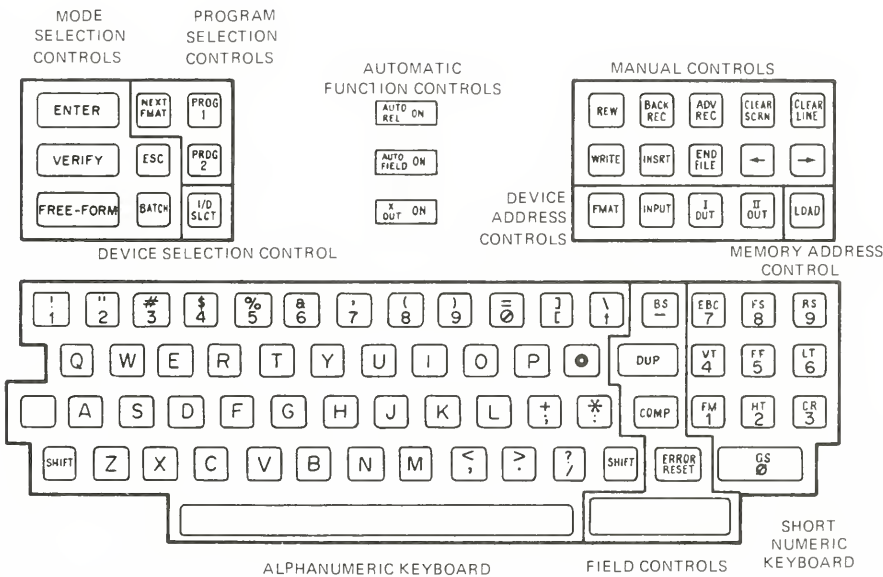 MODE
SELECTION
CONTROLS
PROGRAM
SELECTION
CONTROLS
AUTOMATIC
FUNCTION CONTROLS
MANUAL CONTROLS
ENTER
NEXT
FMAT
PROG
1
VERIFY
ESC
PROG
2
FREE-FORM
BATCH
I/D
SLCT
DEVICE SELECTION CONTROL
AUTO
REL ON
AUTO
FIELD ON
X
OUT ON
REW
BACK
REC
ADV
REC
CLEAR
SCRN
CLEAR
LINE
WRITE
INSRT
END
FILE
←
→
DEVICE
ADDRESS
CONTROLS
FMAT
INPUT
I
OUT
II
OUT
LOAD
MEMORY ADDRESS
CONTROL
!
1
"
2
#
3
$
4
%
5
&
6
'
7
(
8
)
9
=
Ø
]
[
\
↑
BS
—
EBC
7
FS
8
RS
9
Q W E R T Y U I O P
DUP
VT
4
FF
5
LT
6
A S D F G H J K L
+
;
*
:
COMP
FM
1
HT
2
CR
3
SHIFT
Z X C V B N M
<
,
>
.
?
/
SHIFT
ERROR
RESET
GS
Ø
ALPHANUMERIC KEYBOARD
FIELD CONTROLS
SHORT
NUMERIC
KEYBOARD